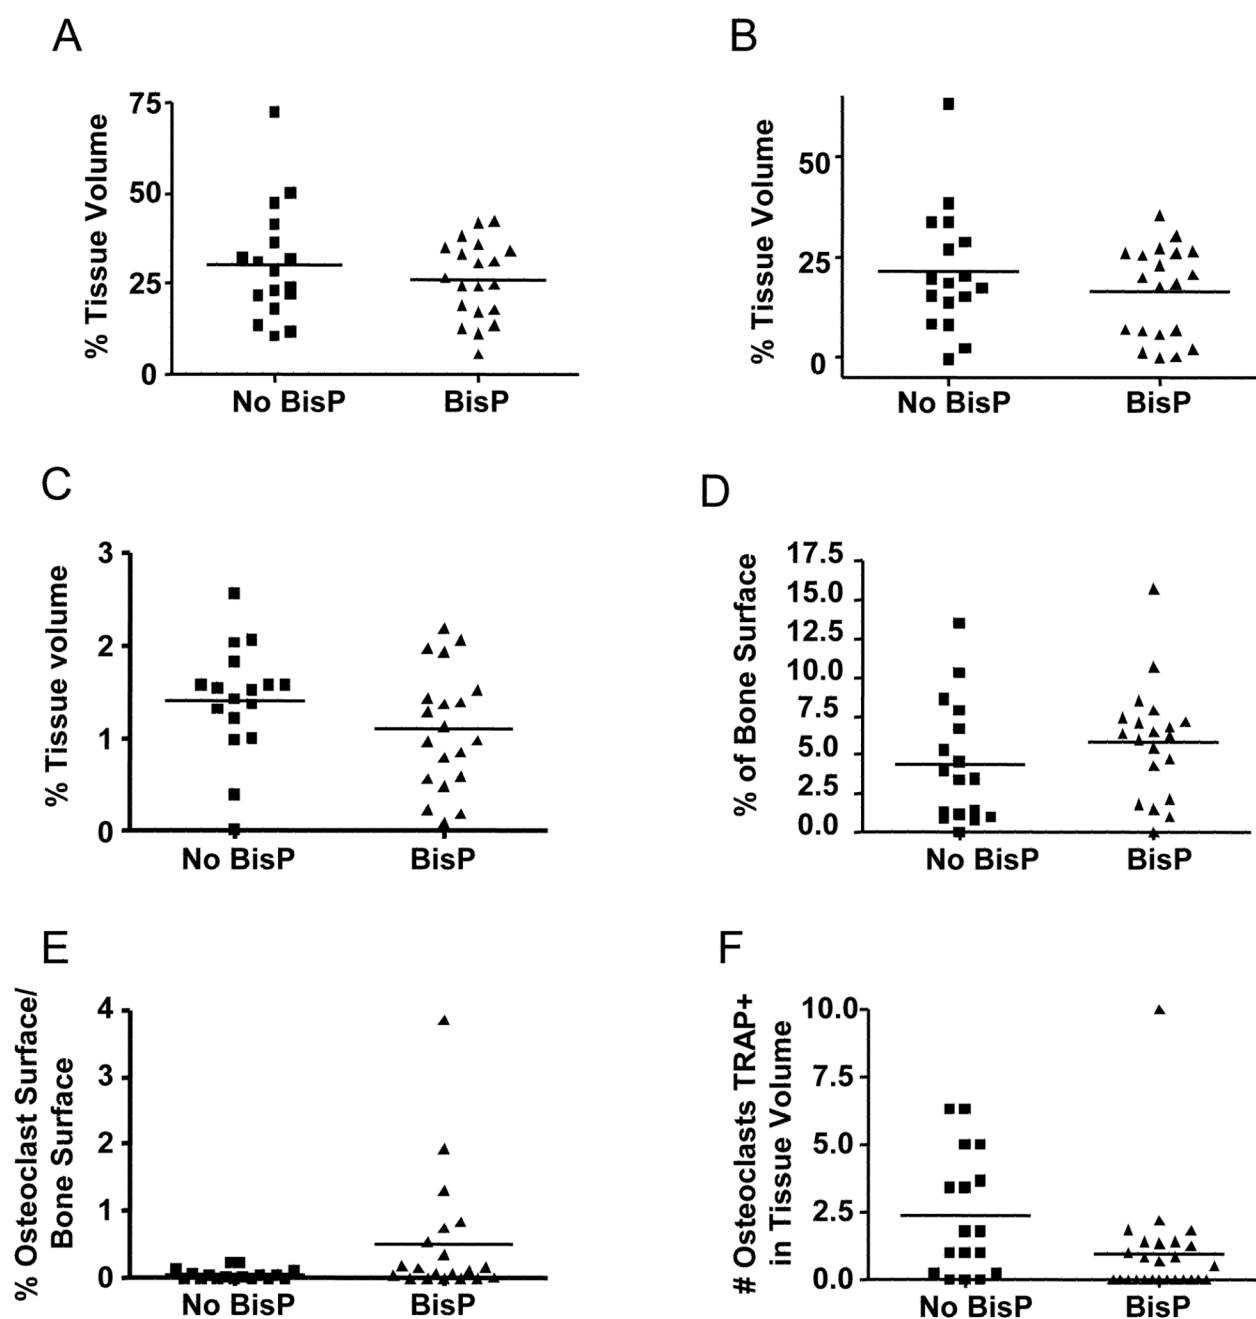 A
% Tissue Volume
75
50
25
0
No BisP
BisP
B
% Tissue Volume
50
25
0
No BisP
BisP
C
% Tissue volume
3
2
1
0
No BisP
BisP
D
% of Bone Surface
17.5
15.0
12.5
10.0
7.5
5.0
2.5
0.0
No BisP
BisP
E
% Osteoclast Surface/
Bone Surface
4
3
2
1
0
No BisP
BisP
F
# Osteoclasts TRAP+
in Tissue Volume
10.0
7.5
5.0
2.5
0.0
No BisP
BisP